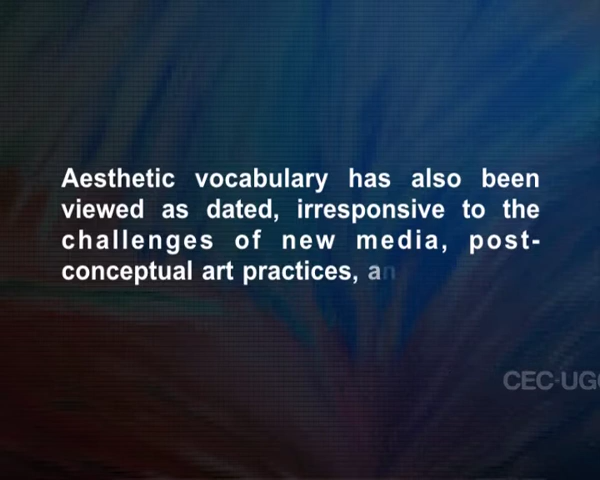 Aesthetic vocabulary has also been
viewed as dated, irresponsive to the
challenges of new media, post-
conceptual art practices, an
CEC-UG